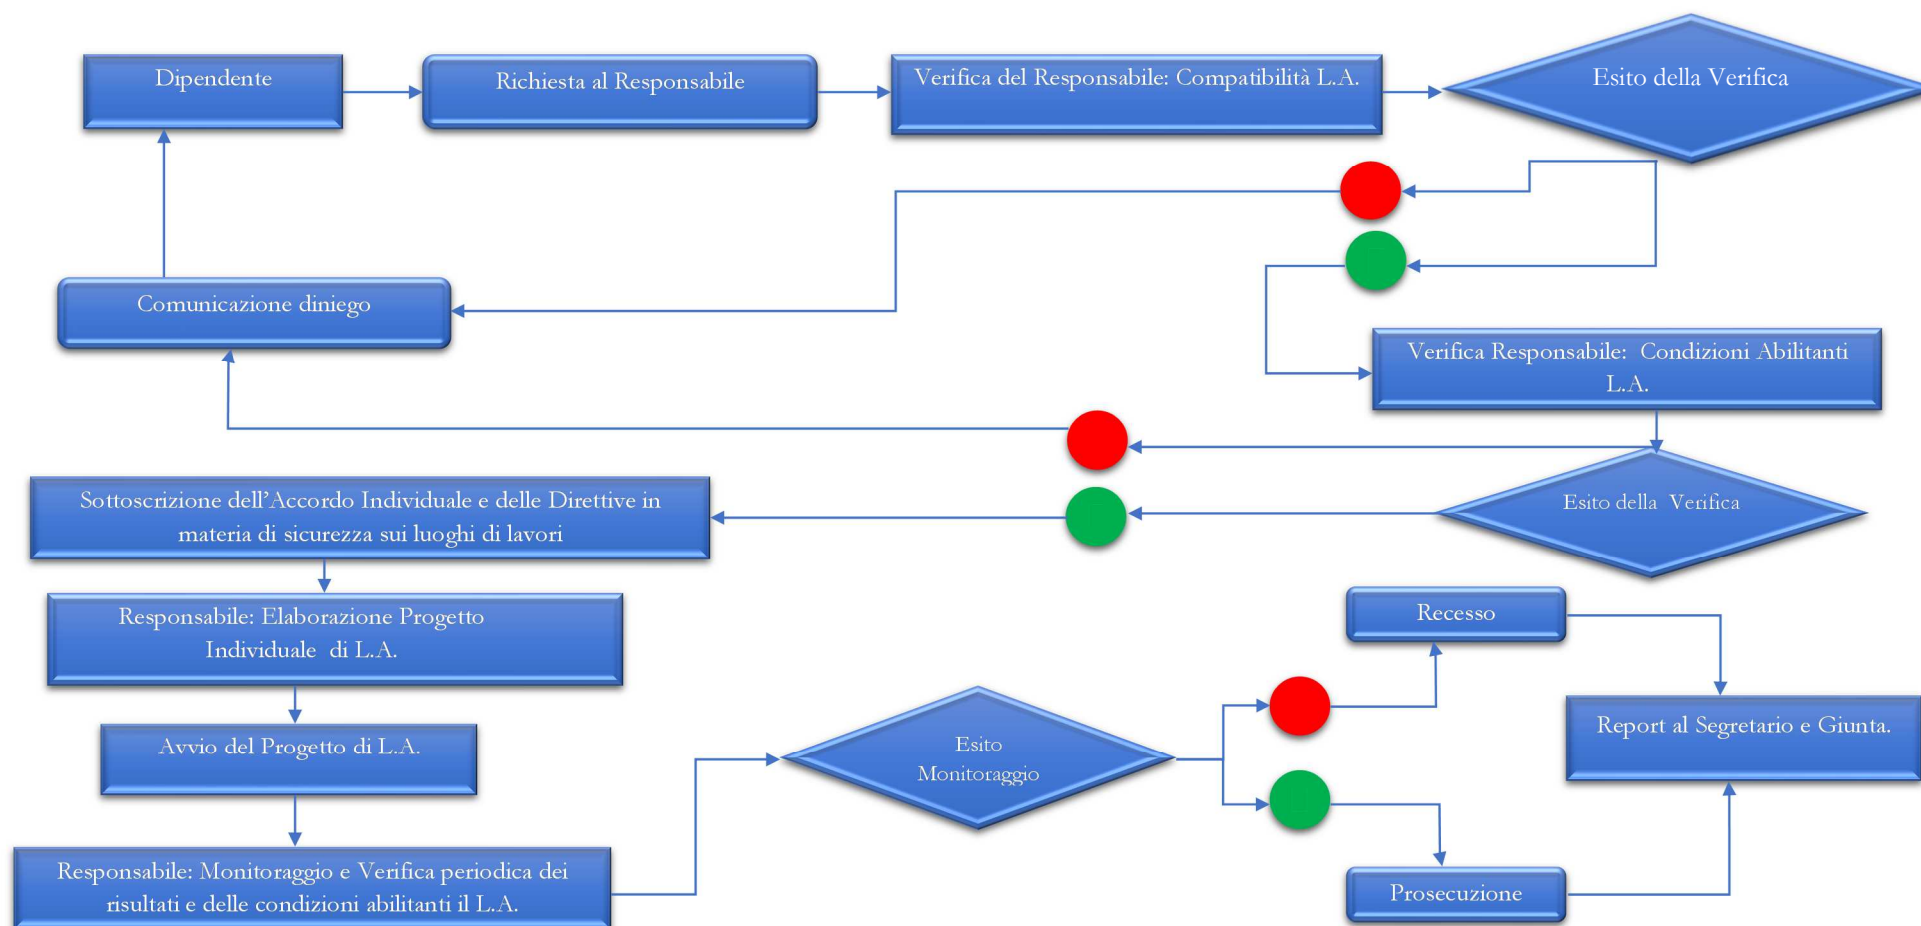 Dipendente
Richiesta al Responsabile
Verifica del Responsabile: Compatibilità L.A.
Esito della Verifica
Comunicazione diniego
Verifica Responsabile:  Condizioni Abilitanti
L.A.
Sottoscrizione dell’Accordo Individuale e delle Direttive in
materia di sicurezza sui luoghi di lavori
Esito della  Verifica
Responsabile: Elaborazione Progetto
Individuale  di L.A.
Recesso
Avvio del Progetto di L.A.
Esito
Monitoraggio
Report al Segretario e Giunta.
Responsabile: Monitoraggio e Verifica periodica dei
risultati e delle condizioni abilitanti il L.A.
Prosecuzione